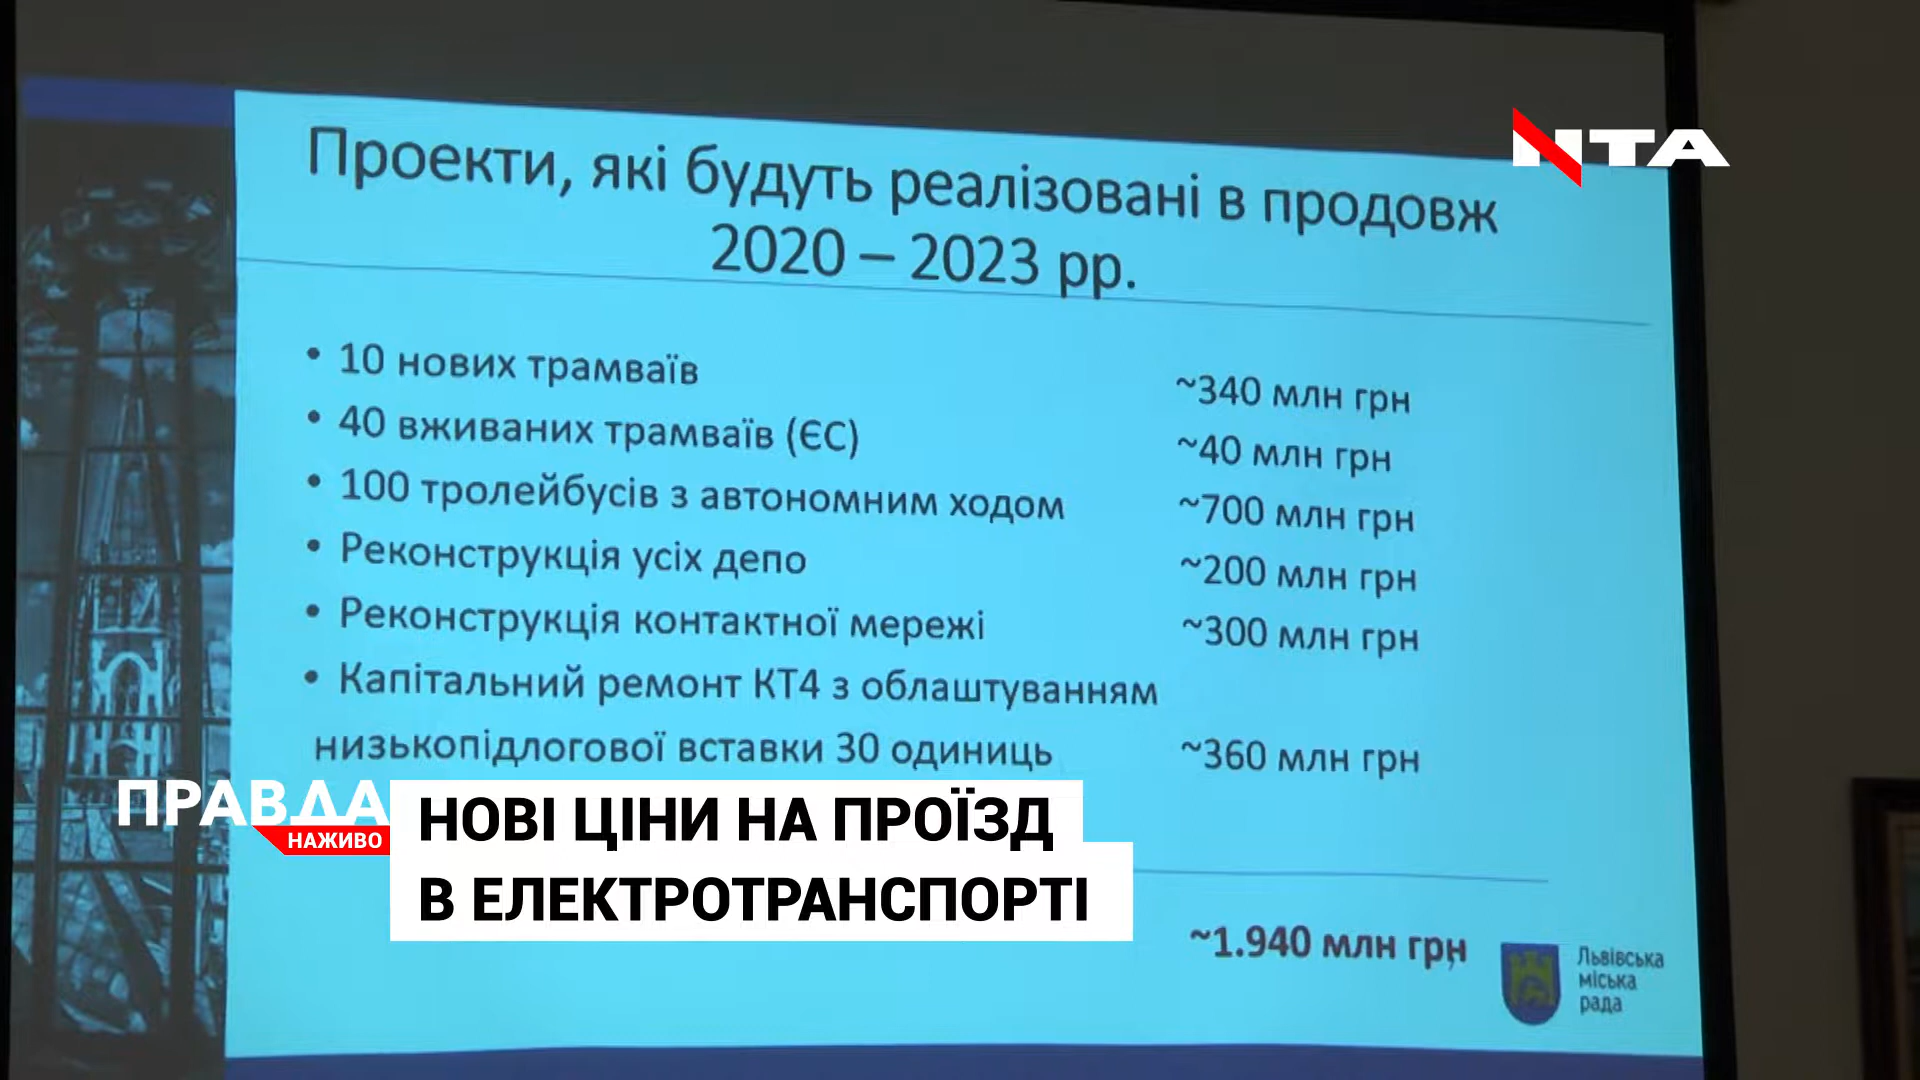 NTA
Проекти, які будуть реалізовані в продовж
2020 – 2023 рр.
• 10 нових трамваїв ~340 млн грн
• 40 вживаних трамваїв (ЄС) ~40 млн грн
• 100 тролейбусів з автономним ходом ~700 млн грн
• Реконструкція усіх депо ~200 млн грн
• Реконструкція контактної мережі ~300 млн грн
• Капітальний ремонт КТ4 з облаштуванням
низькопідлогової вставки 30 одиниць ~360 млн грн
ПРАВДА
НАЖИВО
НОВІ ЦІНИ НА ПРОЇЗД
В ЕЛЕКТРОТРАНСПОРТІ
~1.940 млн грн
Львівська
міська
рада